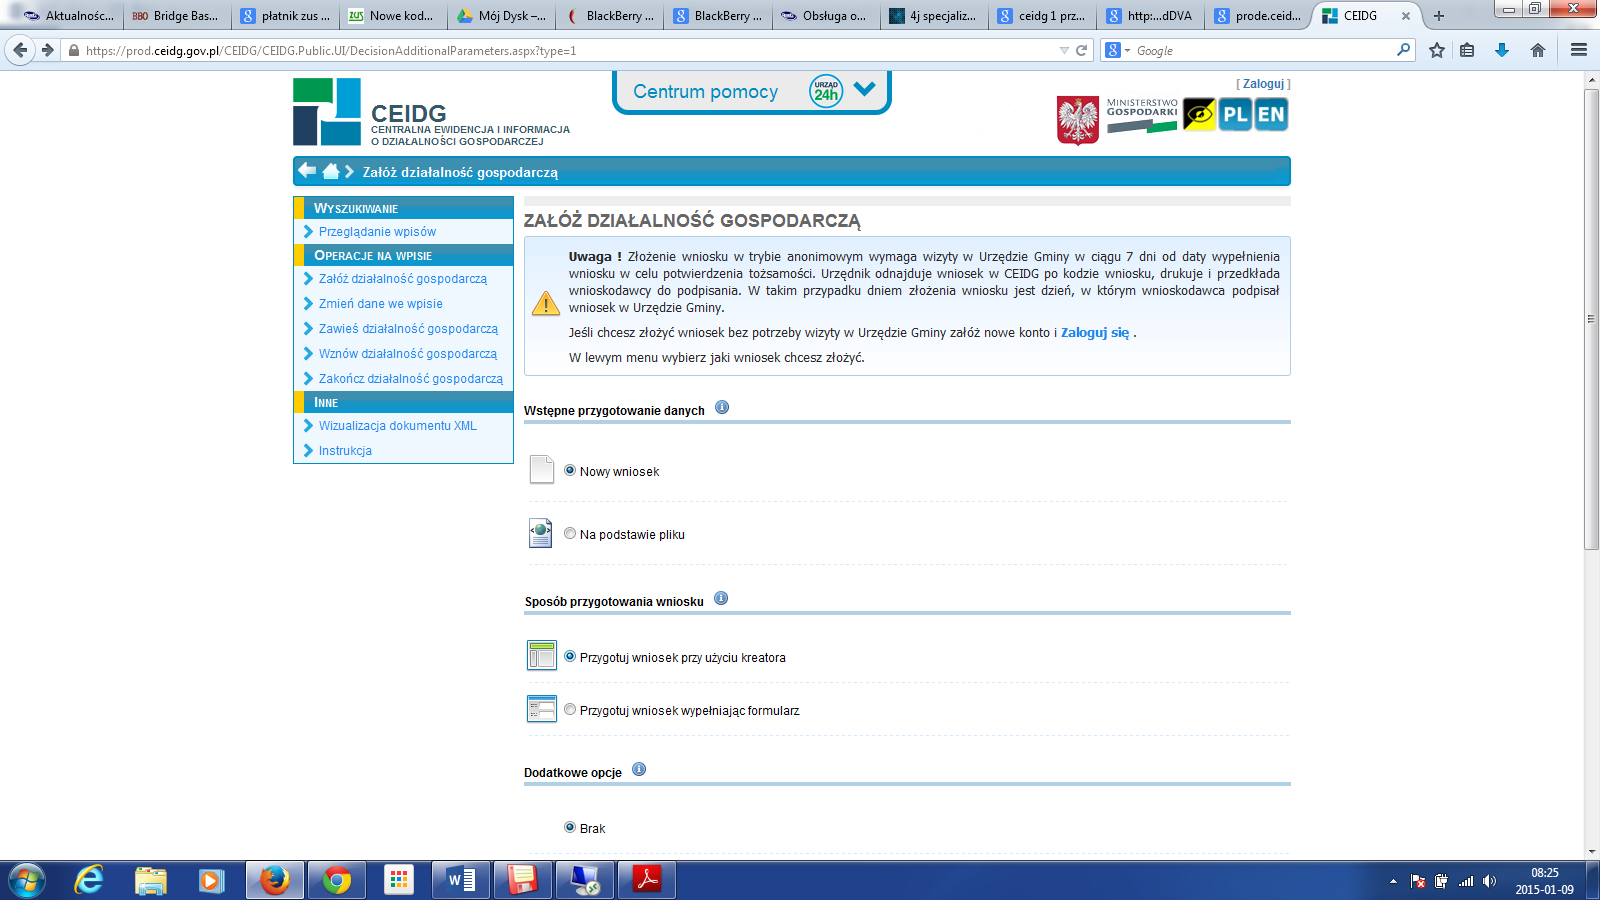 Aktualnośc...
BBO Bridge Bas...
płatnik zus ...
ZUS Nowe kod...
Mój Dysk –...
BlackBerry ...
BlackBerry ...
Obsługa o...
4j specjaliz...
ceidg 1 prz...
http:...dDVA
prode.ceid...
CEIDG
https://prod.ceidg.gov.pl/CEIDG/CEIDG.Public.UI/DecisionAdditionalParameters.aspx?type=1
Google
Centrum pomocy
URZĄD
24h
[ Zaloguj ]
CEIDG
CENTRALNA EWIDENCJA I INFORMACJA
O DZIAŁALNOŚCI GOSPODARCZEJ
MINISTERSTWO
GOSPODARKI
PL EN
Załóż działalność gospodarczą
WYSZUKIWANIE
Przeglądanie wpisów
OPERACJE NA WPISIE
Załóż działalność gospodarczą
Zmień dane we wpisie
Zawieś działalność gospodarczą
Wznów działalność gospodarczą
Zakończ działalność gospodarczą
INNE
Wizualizacja dokumentu XML
Instrukcja
ZAŁÓŻ DZIAŁALNOŚĆ GOSPODARCZĄ
Uwaga ! Złożenie wniosku w trybie anonimowym wymaga wizyty w Urzędzie Gminy w ciągu 7 dni od daty wypełnienia
wniosku w celu potwierdzenia tożsamości. Urzędnik odnajduje wniosek w CEIDG po kodzie wniosku, drukuje i przedkłada
wnioskodawcy do podpisania. W takim przypadku dniem złożenia wniosku jest dzień, w którym wnioskodawca podpisał
wniosek w Urzędzie Gminy.
Jeśli chcesz złożyć wniosek bez potrzeby wizyty w Urzędzie Gminy załóż nowe konto i Zaloguj się .
W lewym menu wybierz jaki wniosek chcesz złożyć.
Wstępne przygotowanie danych
Nowy wniosek
Na podstawie pliku
Sposób przygotowania wniosku
Przygotuj wniosek przy użyciu kreatora
Przygotuj wniosek wypełniając formularz
Dodatkowe opcje
Brak
08:25
2015-01-09